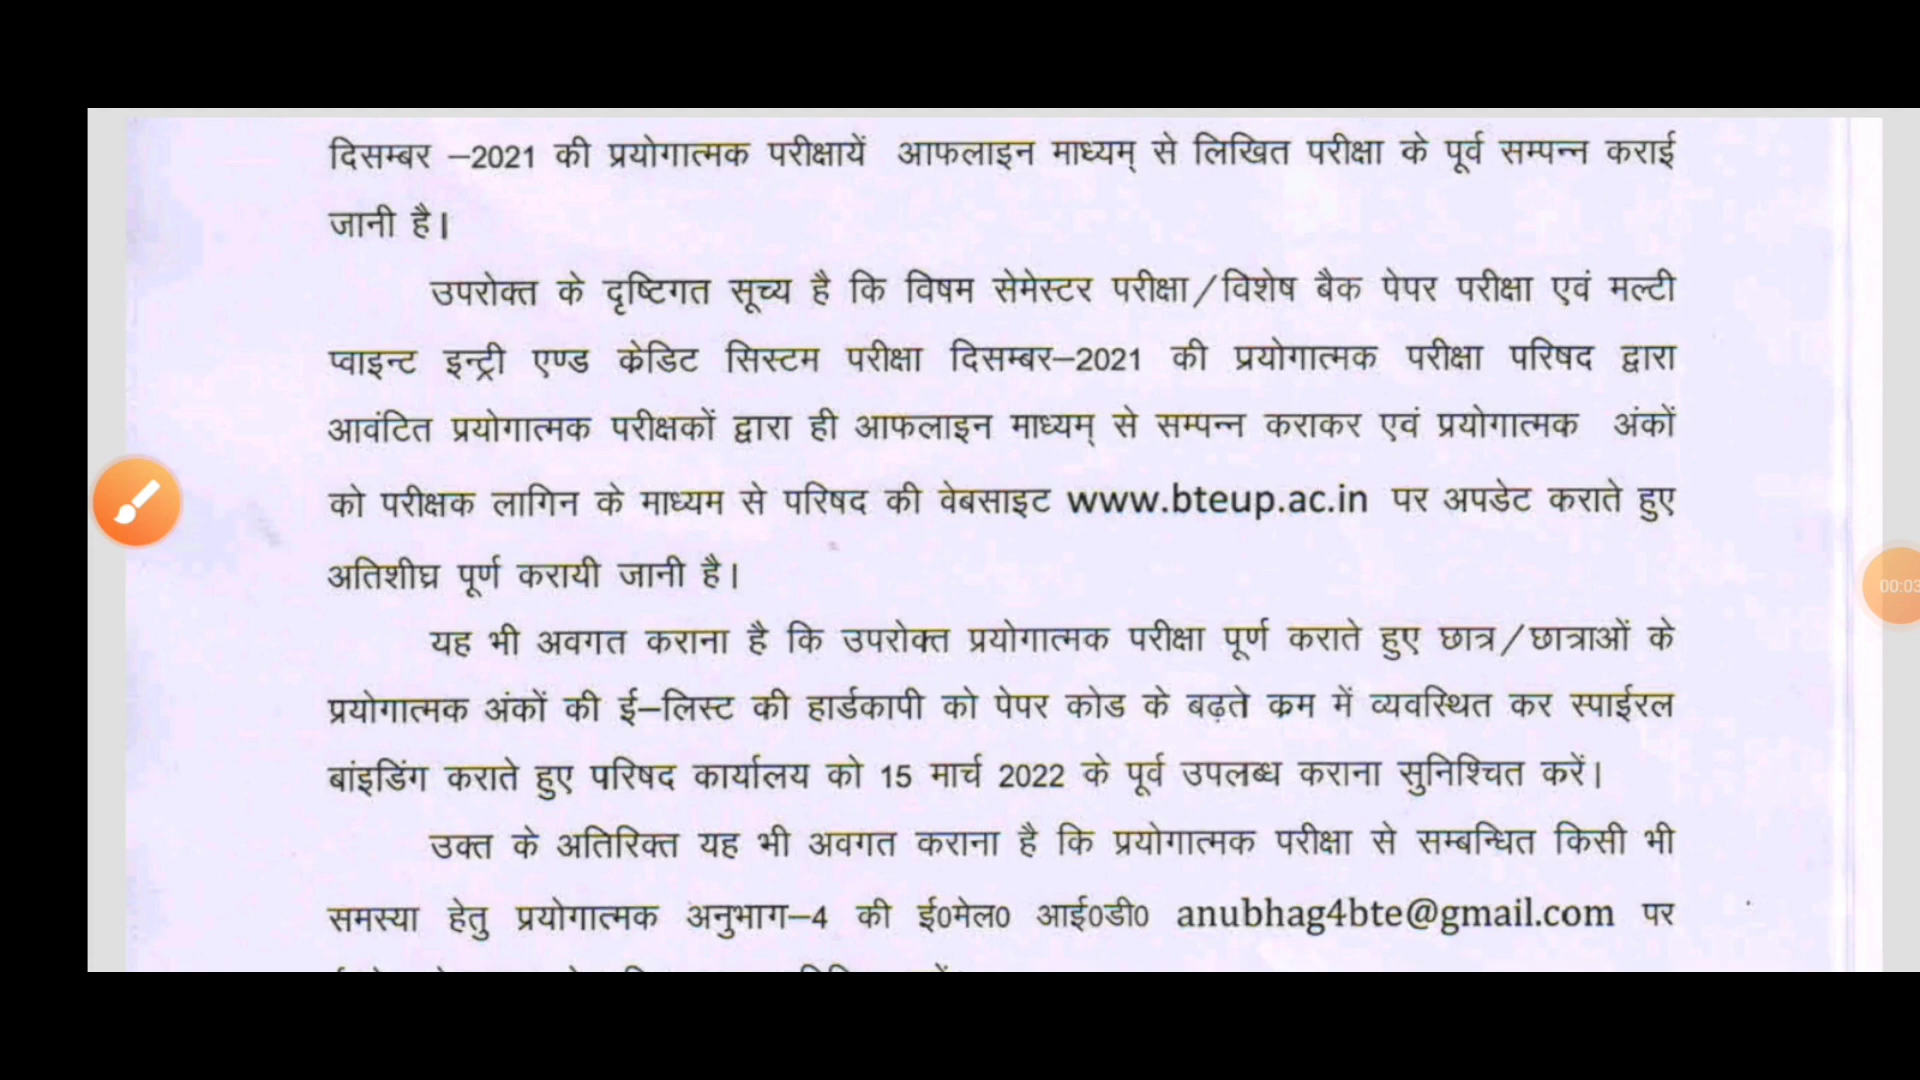 दिसम्बर –2021 की प्रयोगात्मक परीक्षायें आफलाइन माध्यम् से लिखित परीक्षा के पूर्व सम्पन्न कराई
जानी है।
उपरोक्त के दृष्टिगत सूच्य है कि विषम सेमेस्टर परीक्षा/विशेष बैक पेपर परीक्षा एवं मल्टी
प्वाइन्ट इन्ट्री एण्ड क्रेडिट सिस्टम परीक्षा दिसम्बर–2021 की प्रयोगात्मक परीक्षा परिषद द्वारा
आवंटित प्रयोगात्मक परीक्षकों द्वारा ही आफलाइन माध्यम् से सम्पन्न कराकर एवं प्रयोगात्मक अंकों
को परीक्षक लागिन के माध्यम से परिषद की वेबसाइट www.bteup.ac.in पर अपडेट कराते हुए
अतिशीघ्र पूर्ण करायी जानी है।
यह भी अवगत कराना है कि उपरोक्त प्रयोगात्मक परीक्षा पूर्ण कराते हुए छात्र/छात्राओं के
प्रयोगात्मक अंकों की ई–लिस्ट की हार्डकापी को पेपर कोड के बढ़ते क्रम में व्यवस्थित कर स्पाईरल
बांइडिंग कराते हुए परिषद कार्यालय को 15 मार्च 2022 के पूर्व उपलब्ध कराना सुनिश्चित करें।
उक्त के अतिरिक्त यह भी अवगत कराना है कि प्रयोगात्मक परीक्षा से सम्बन्धित किसी भी
समस्या हेतु प्रयोगात्मक अनुभाग–4 की ई0मेल0 आई0डी0 anubhag4bte@gmail.com पर
00:03